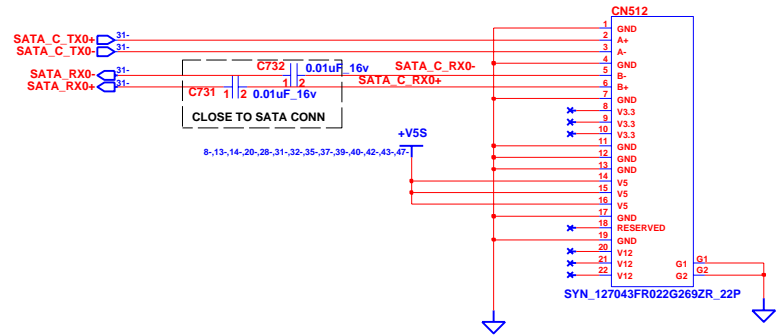 CN512
1 GND
SATA_C_TX0+ 31- 2 A+
SATA_C_TX0- 31- 3 A-
4 GND
SATA_RX0- 31- C732 0.01uF_16v 1 2 SATA_C_RX0- 5 B-
SATA_RX0+ 31- C731 1 2 0.01uF_16v SATA_C_RX0+ 6 B+
7 GND
CLOSE TO SATA CONN
8 V3.3
9 V3.3
10 V3.3
+V5S
11 GND
8-,13-,14-,20-,28-,31-,32-,35-,37-,39-,40-,42-,43-,47-
12 GND
13 GND
14 V5
15 V5
16 V5
17 GND
18 RESERVED
19 GND
20 V12
21 V12 G1 G1
22 V12 G2 G2
SYN_127043FR022G269ZR_22P